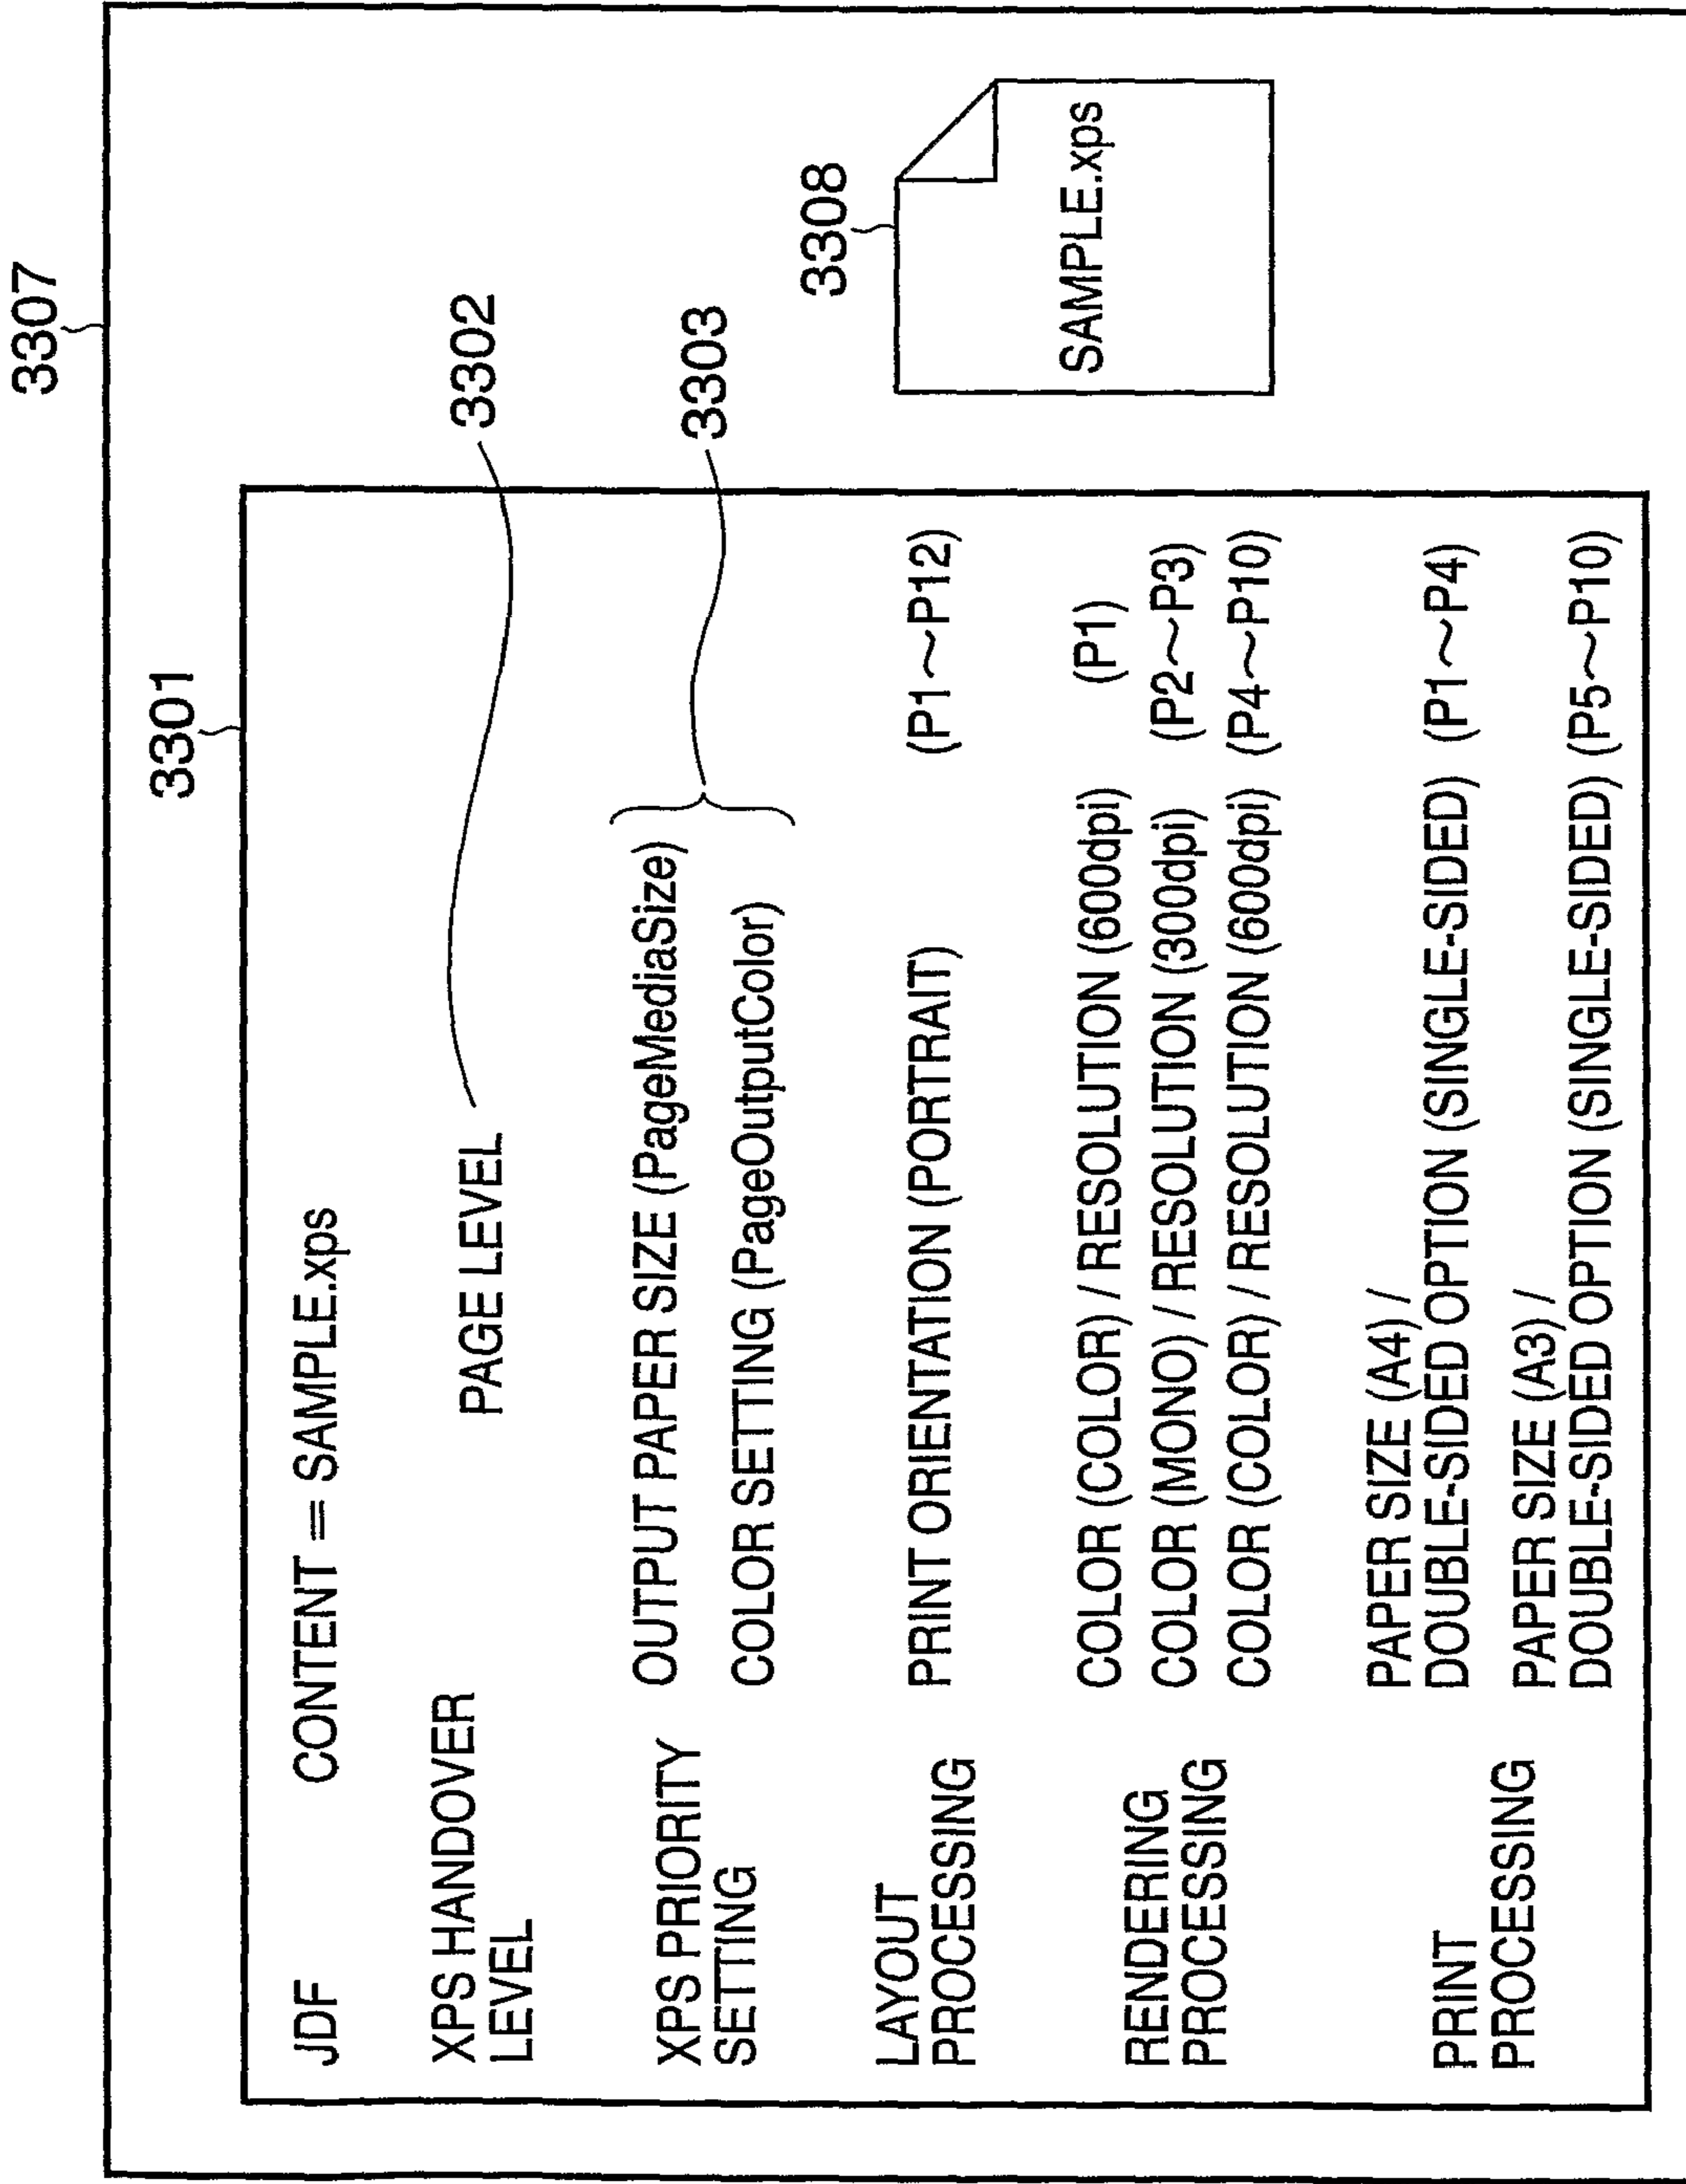 3307
3301
JDF CONTENT = SAMPLE.xps
XPS HANDOVER
LEVEL
PAGE LEVEL
3302
XPS PRIORITY
SETTING
OUTPUT PAPER SIZE (PageMediaSize)
COLOR SETTING (PageOutputColor)
3303
LAYOUT
PROCESSING
PRINT ORIENTATION (PORTRAIT) (P1～P12)
RENDERING
PROCESSING
COLOR (COLOR) / RESOLUTION (600dpi) (P1)
COLOR (MONO) / RESOLUTION (300dpi) (P2～P3)
COLOR (COLOR) / RESOLUTION (600dpi) (P4～P10)
PRINT
PROCESSING
PAPER SIZE (A4) /
DOUBLE-SIDED OPTION (SINGLE-SIDED) (P1～P4)
PAPER SIZE (A3) /
DOUBLE-SIDED OPTION (SINGLE-SIDED) (P5～P10)
3308
SAMPLE.xps